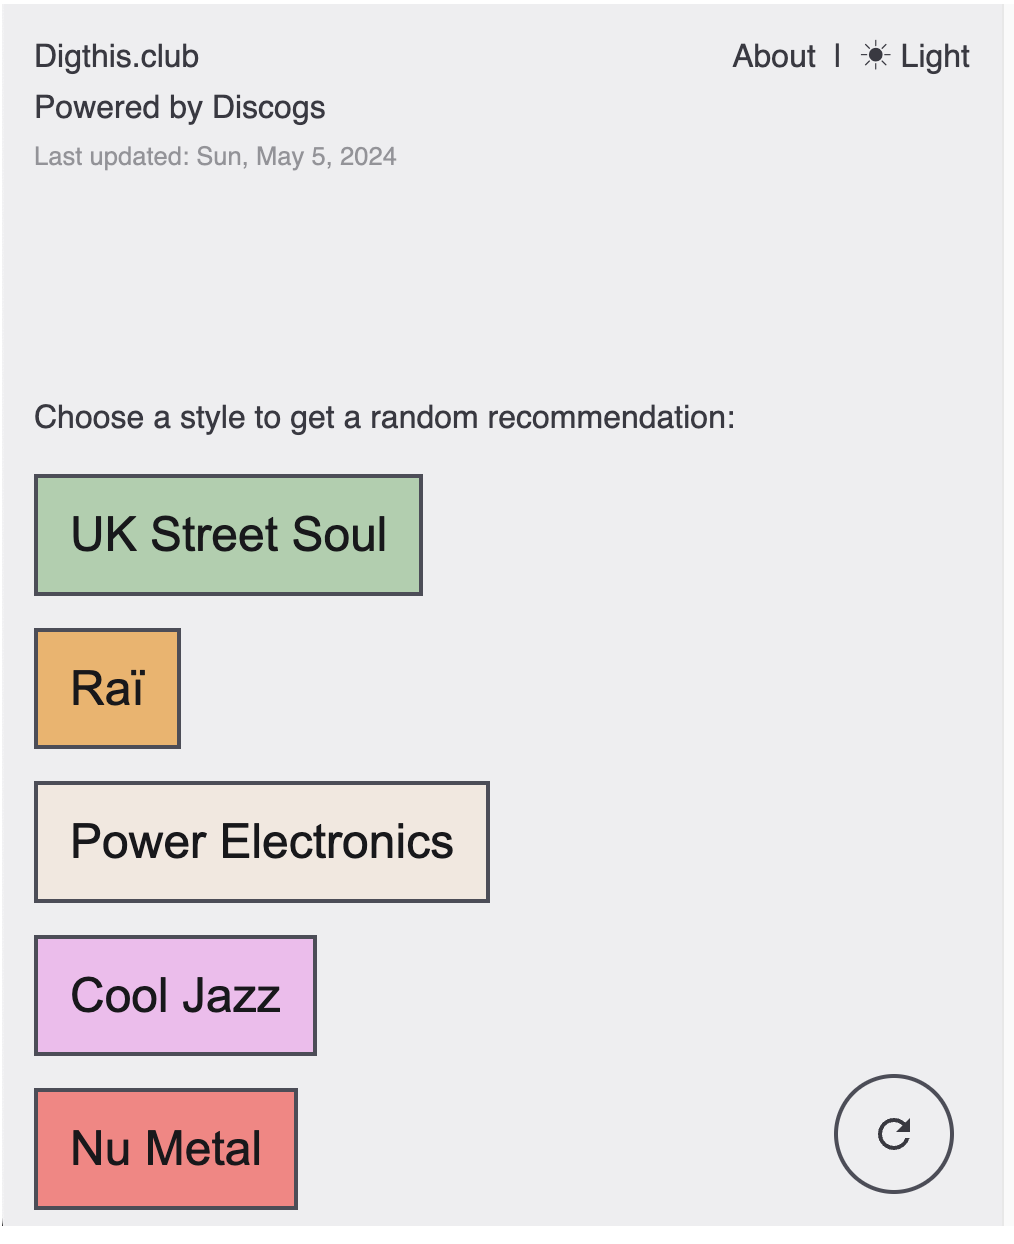 Digthis.club
About | ☀ Light
Powered by Discogs
Last updated: Sun, May 5, 2024
Choose a style to get a random recommendation:
UK Street Soul
Raï
Power Electronics
Cool Jazz
Nu Metal